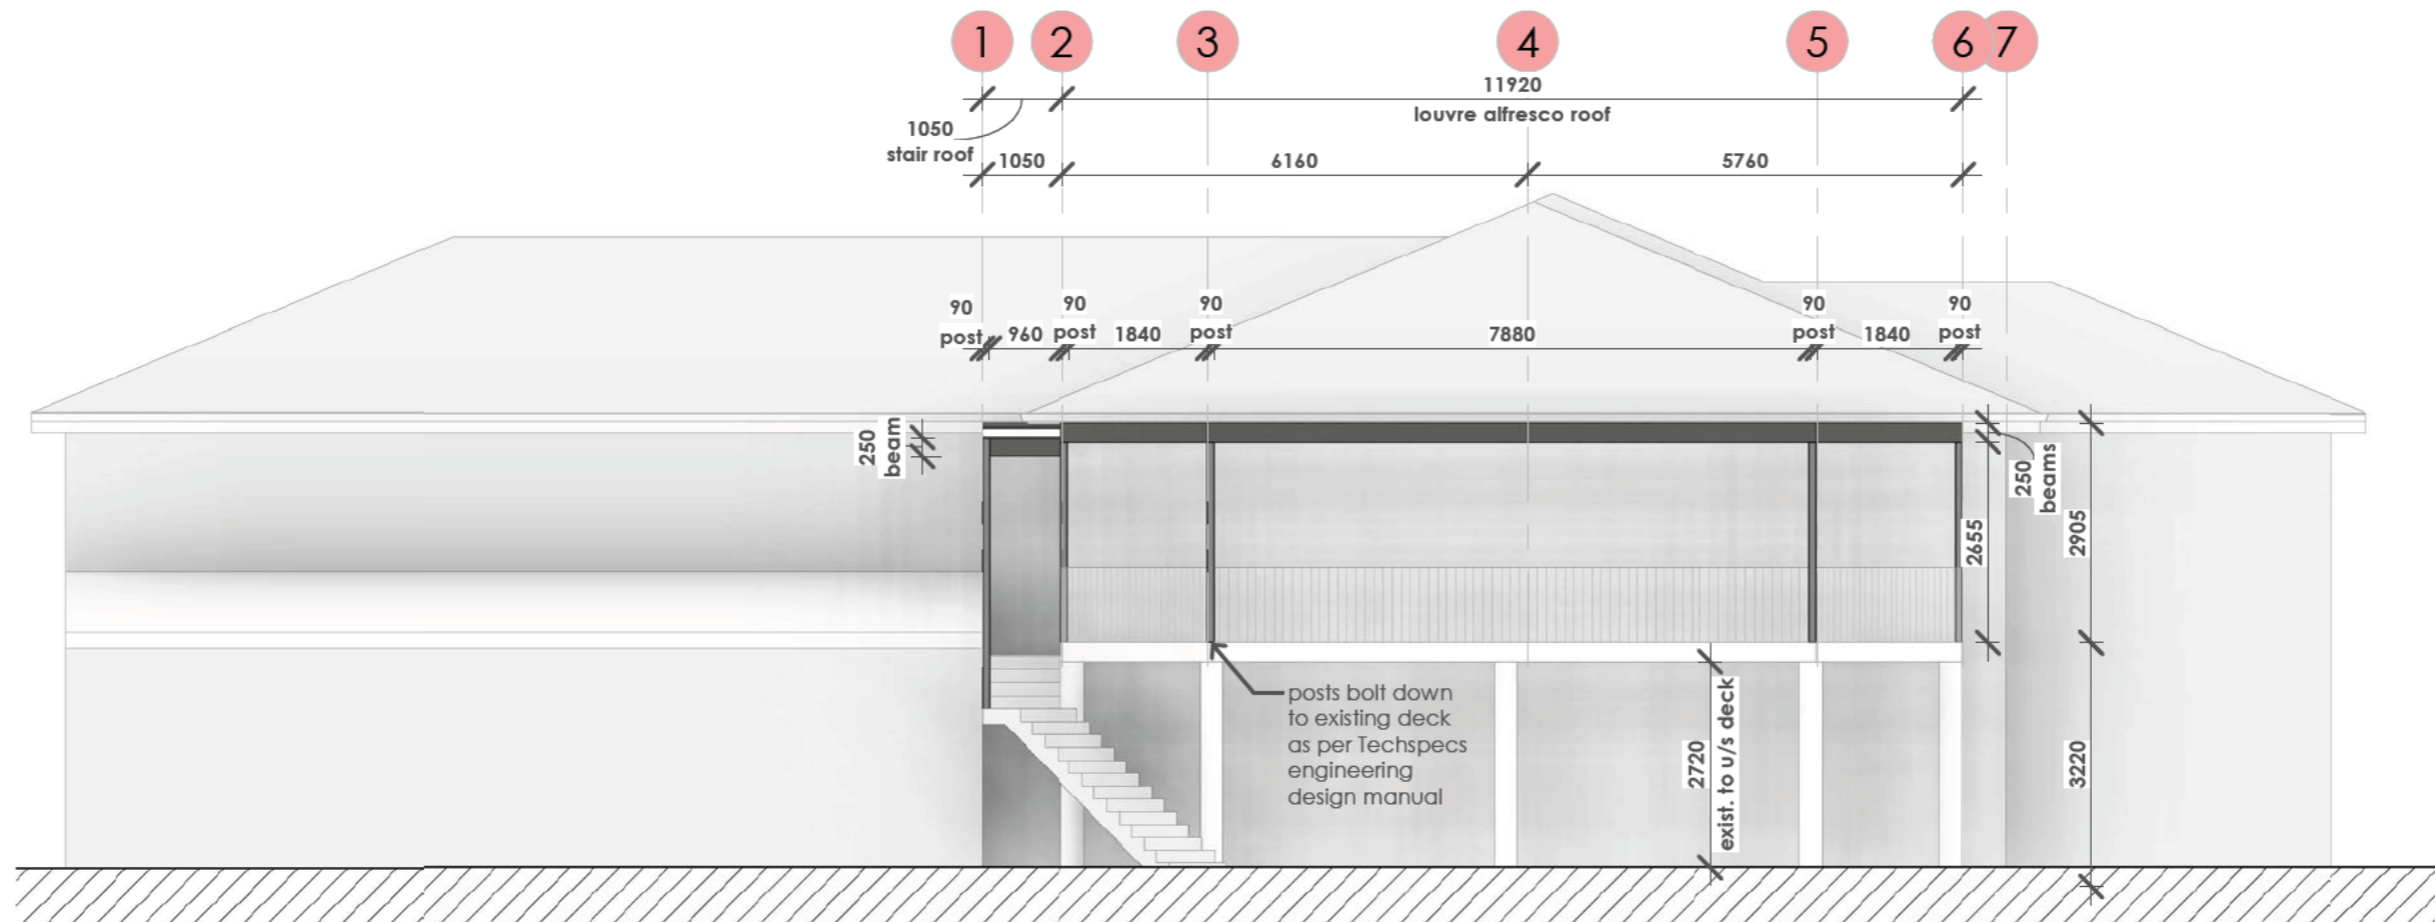 1 2 3 4 5 6 7
11920
louvre alfresco roof
1050
stair roof
1050 6160 5760
90 90 90 90 90
post 960 post 1840 post 7880 post 1840 post
250
beam
250
beams
2655
2905
posts bolt down
to existing deck
as per Techspecs
engineering
design manual
2720
exist. to u/s deck
3220